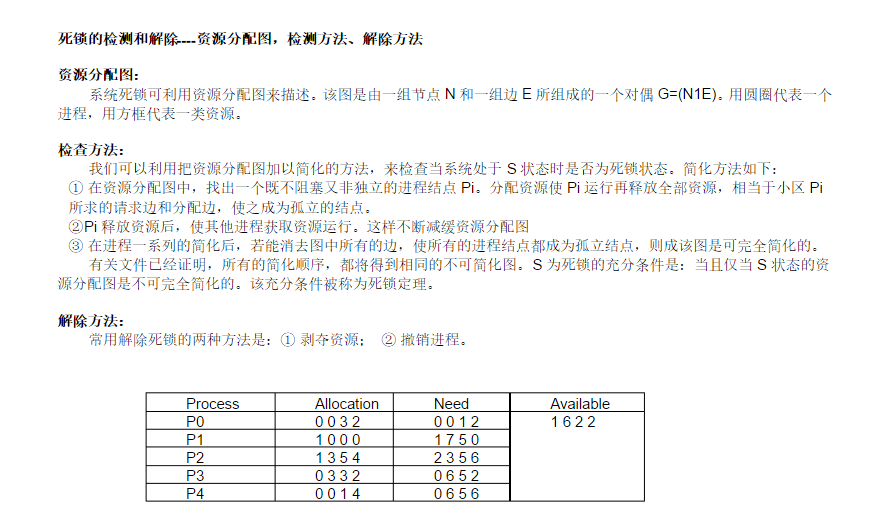 死锁的检测和解除----资源分配图，检测方法、解除方法
资源分配图：
系统死锁可利用资源分配图来描述。该图是由一组节点 N 和一组边 E 所组成的一个对偶 G=(N1E)。用圆圈代表一个
进程，用方框代表一类资源。
检查方法：
我们可以利用把资源分配图加以简化的方法，来检查当系统处于 S 状态时是否为死锁状态。简化方法如下：
① 在资源分配图中，找出一个既不阻塞又非独立的进程结点 Pi。分配资源使 Pi 运行再释放全部资源，相当于小区 Pi
所求的请求边和分配边，使之成为孤立的结点。
②Pi 释放资源后，使其他进程获取资源运行。这样不断减缓资源分配图
③ 在进程一系列的简化后，若能消去图中所有的边，使所有的进程结点都成为孤立结点，则成该图是可完全简化的。
有关文件已经证明，所有的简化顺序，都将得到相同的不可简化图。S 为死锁的充分条件是：当且仅当 S 状态的资
源分配图是不可完全简化的。该充分条件被称为死锁定理。
解除方法：
常用解除死锁的两种方法是：① 剥夺资源； ② 撤销进程。
Process Allocation Need Available
P0 0 0 3 2 0 0 1 2 1 6 2 2
P1 1 0 0 0 1 7 5 0
P2 1 3 5 4 2 3 5 6
P3 0 3 3 2 0 6 5 2
P4 0 0 1 4 0 6 5 6